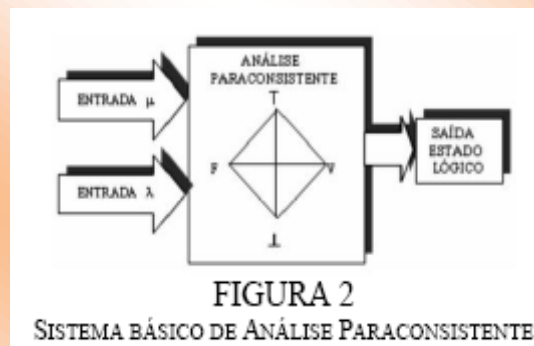 ANÁLISE
PARACONSISTENTE
T
ENTRADA μ
F
V
SAÍDA
ESTADO
LÓGICO
ENTRADA λ
⊥
FIGURA 2
SISTEMA BÁSICO DE ANÁLISE PARACONSISTENTE